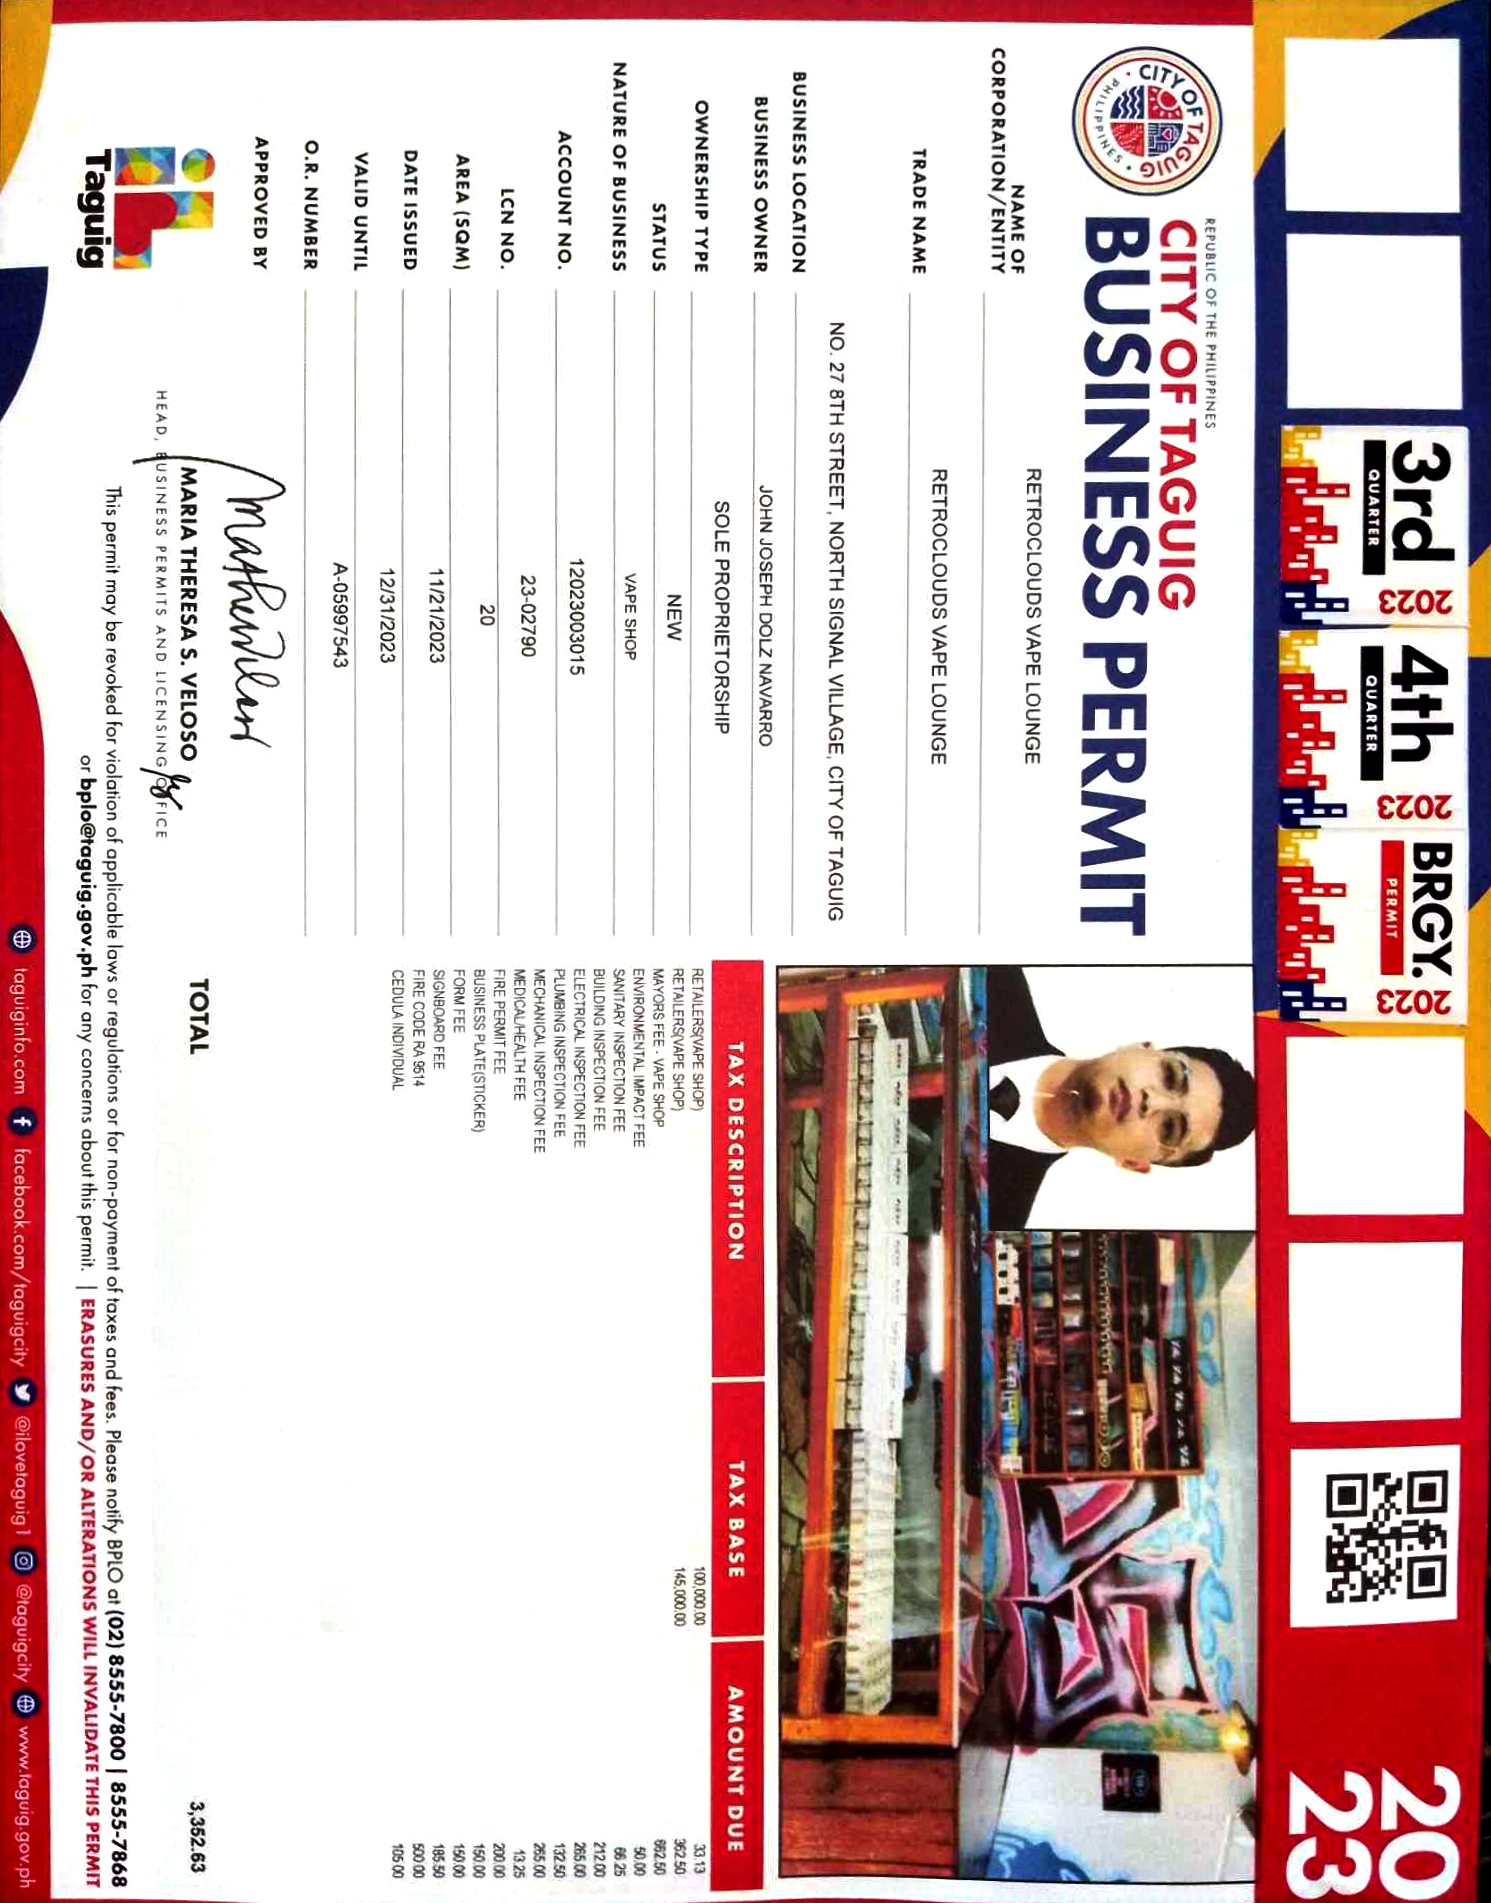 3rd
QUARTER
2023
4th
QUARTER
2023
BRGY.
PERMIT
2023
20
23
CITY OF TAGUIG
PHILIPPINES
REPUBLIC OF THE PHILIPPINES
CITY OF TAGUIG
BUSINESS PERMIT
NAME OF
CORPORATION/ENTITY
RETROCLOUDS VAPE LOUNGE
TRADE NAME
RETROCLOUDS VAPE LOUNGE
BUSINESS LOCATION
NO. 27 8TH STREET, NORTH SIGNAL VILLAGE, CITY OF TAGUIG
BUSINESS OWNER
JOHN JOSEPH DOLZ NAVARRO
OWNERSHIP TYPE
SOLE PROPRIETORSHIP
STATUS
NEW
NATURE OF BUSINESS
VAPE SHOP
ACCOUNT NO.
12023003015
LCN NO.
23-02790
AREA (SQM)
20
DATE ISSUED
11/21/2023
VALID UNTIL
12/31/2023
O.R. NUMBER
A-05997543
APPROVED BY
MARIA THERESA S. VELOSO
HEAD, BUSINESS PERMITS AND LICENSING OFFICE
iL
Taguig
TAX DESCRIPTION TAX BASE AMOUNT DUE
RETAILERS(VAPE SHOP) 100,000.00 33.13
RETAILERS(VAPE SHOP) 145,000.00 362.50
MAYORS FEE - VAPE SHOP 662.50
ENVIRONMENTAL IMPACT FEE 50.00
SANITARY INSPECTION FEE 66.25
BUILDING INSPECTION FEE 212.00
ELECTRICAL INSPECTION FEE 265.00
PLUMBING INSPECTION FEE 132.50
MECHANICAL INSPECTION FEE 265.00
MEDICAL/HEALTH FEE 13.25
FIRE PERMIT FEE 200.00
BUSINESS PLATE(STICKER) 150.00
FORM FEE 150.00
SIGNBOARD FEE 185.50
FIRE CODE RA 9514 500.00
CEDULA INDIVIDUAL 105.00
TOTAL 3,352.63
This permit may be revoked for violation of applicable laws or regulations or for non-payment of taxes and fees. Please notify BPLO at (02) 8555-7800 | 8555-7868
or bplo@taguig.gov.ph for any concerns about this permit. | ERASURES AND/OR ALTERATIONS WILL INVALIDATE THIS PERMIT
taguiginfo.com facebook.com/taguigcity @ilovetaguig1 @taguigcity www.taguig.gov.ph